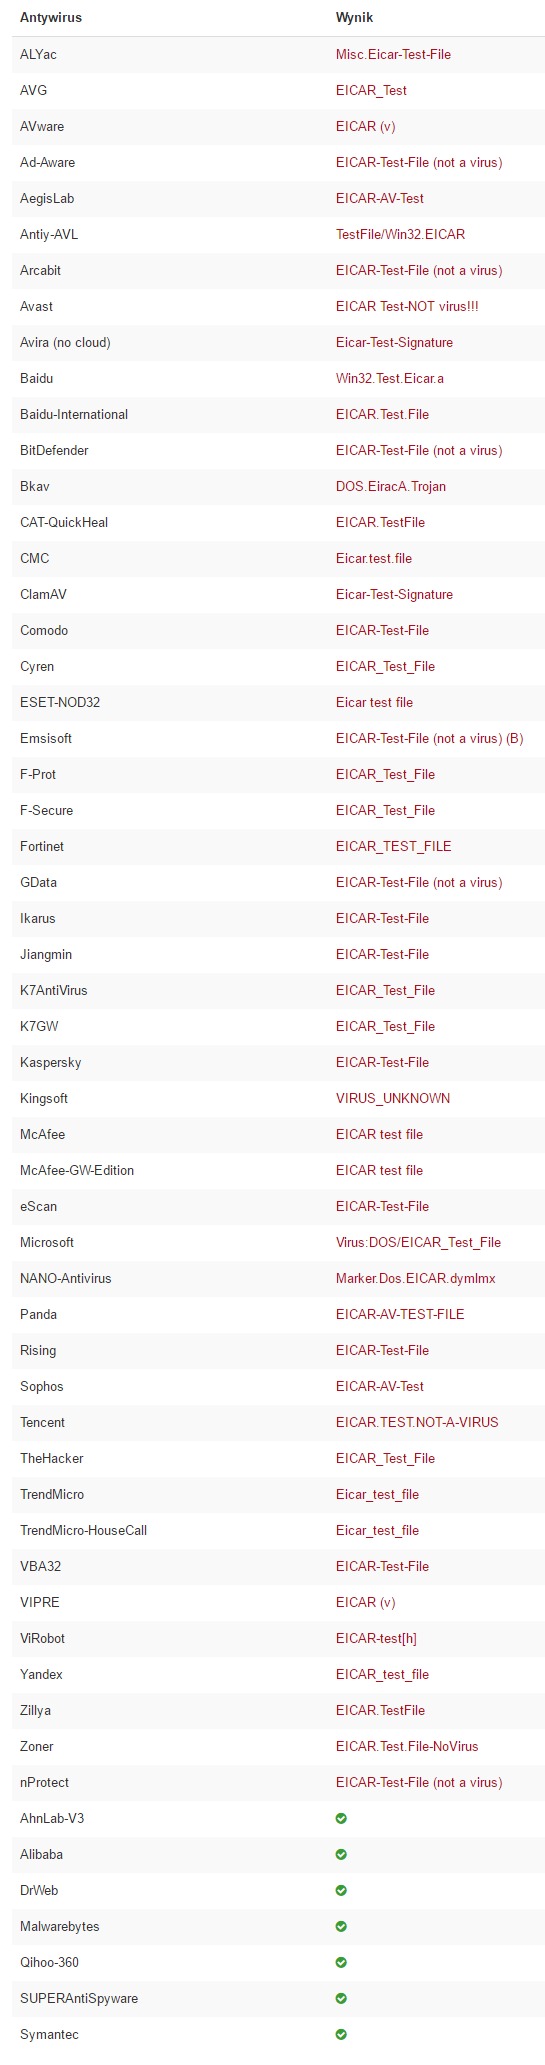 Antywirus Wynik
ALYac Misc.Eicar-Test-File
AVG EICAR_Test
AVware EICAR (v)
Ad-Aware EICAR-Test-File (not a virus)
AegisLab EICAR-AV-Test
Antiy-AVL TestFile/Win32.EICAR
Arcabit EICAR-Test-File (not a virus)
Avast EICAR Test-NOT virus!!!
Avira (no cloud) Eicar-Test-Signature
Baidu Win32.Test.Eicar.a
Baidu-International EICAR.Test.File
BitDefender EICAR-Test-File (not a virus)
Bkav DOS.EiracA.Trojan
CAT-QuickHeal EICAR.TestFile
CMC Eicar.test.file
ClamAV Eicar-Test-Signature
Comodo EICAR-Test-File
Cyren EICAR_Test_File
ESET-NOD32 Eicar test file
Emsisoft EICAR-Test-File (not a virus) (B)
F-Prot EICAR_Test_File
F-Secure EICAR_Test_File
Fortinet EICAR_TEST_FILE
GData EICAR-Test-File (not a virus)
Ikarus EICAR-Test-File
Jiangmin EICAR-Test-File
K7AntiVirus EICAR_Test_File
K7GW EICAR_Test_File
Kaspersky EICAR-Test-File
Kingsoft VIRUS_UNKNOWN
McAfee EICAR test file
McAfee-GW-Edition EICAR test file
eScan EICAR-Test-File
Microsoft Virus:DOS/EICAR_Test_File
NANO-Antivirus Marker.Dos.EICAR.dymlmx
Panda EICAR-AV-TEST-FILE
Rising EICAR-Test-File
Sophos EICAR-AV-Test
Tencent EICAR.TEST.NOT-A-VIRUS
TheHacker EICAR_Test_File
TrendMicro Eicar_test_file
TrendMicro-HouseCall Eicar_test_file
VBA32 EICAR-Test-File
VIPRE EICAR (v)
ViRobot EICAR-test[h]
Yandex EICAR_test_file
Zillya EICAR.TestFile
Zoner EICAR.Test.File-NoVirus
nProtect EICAR-Test-File (not a virus)
AhnLab-V3
Alibaba
DrWeb
Malwarebytes
Qihoo-360
SUPERAntiSpyware
Symantec